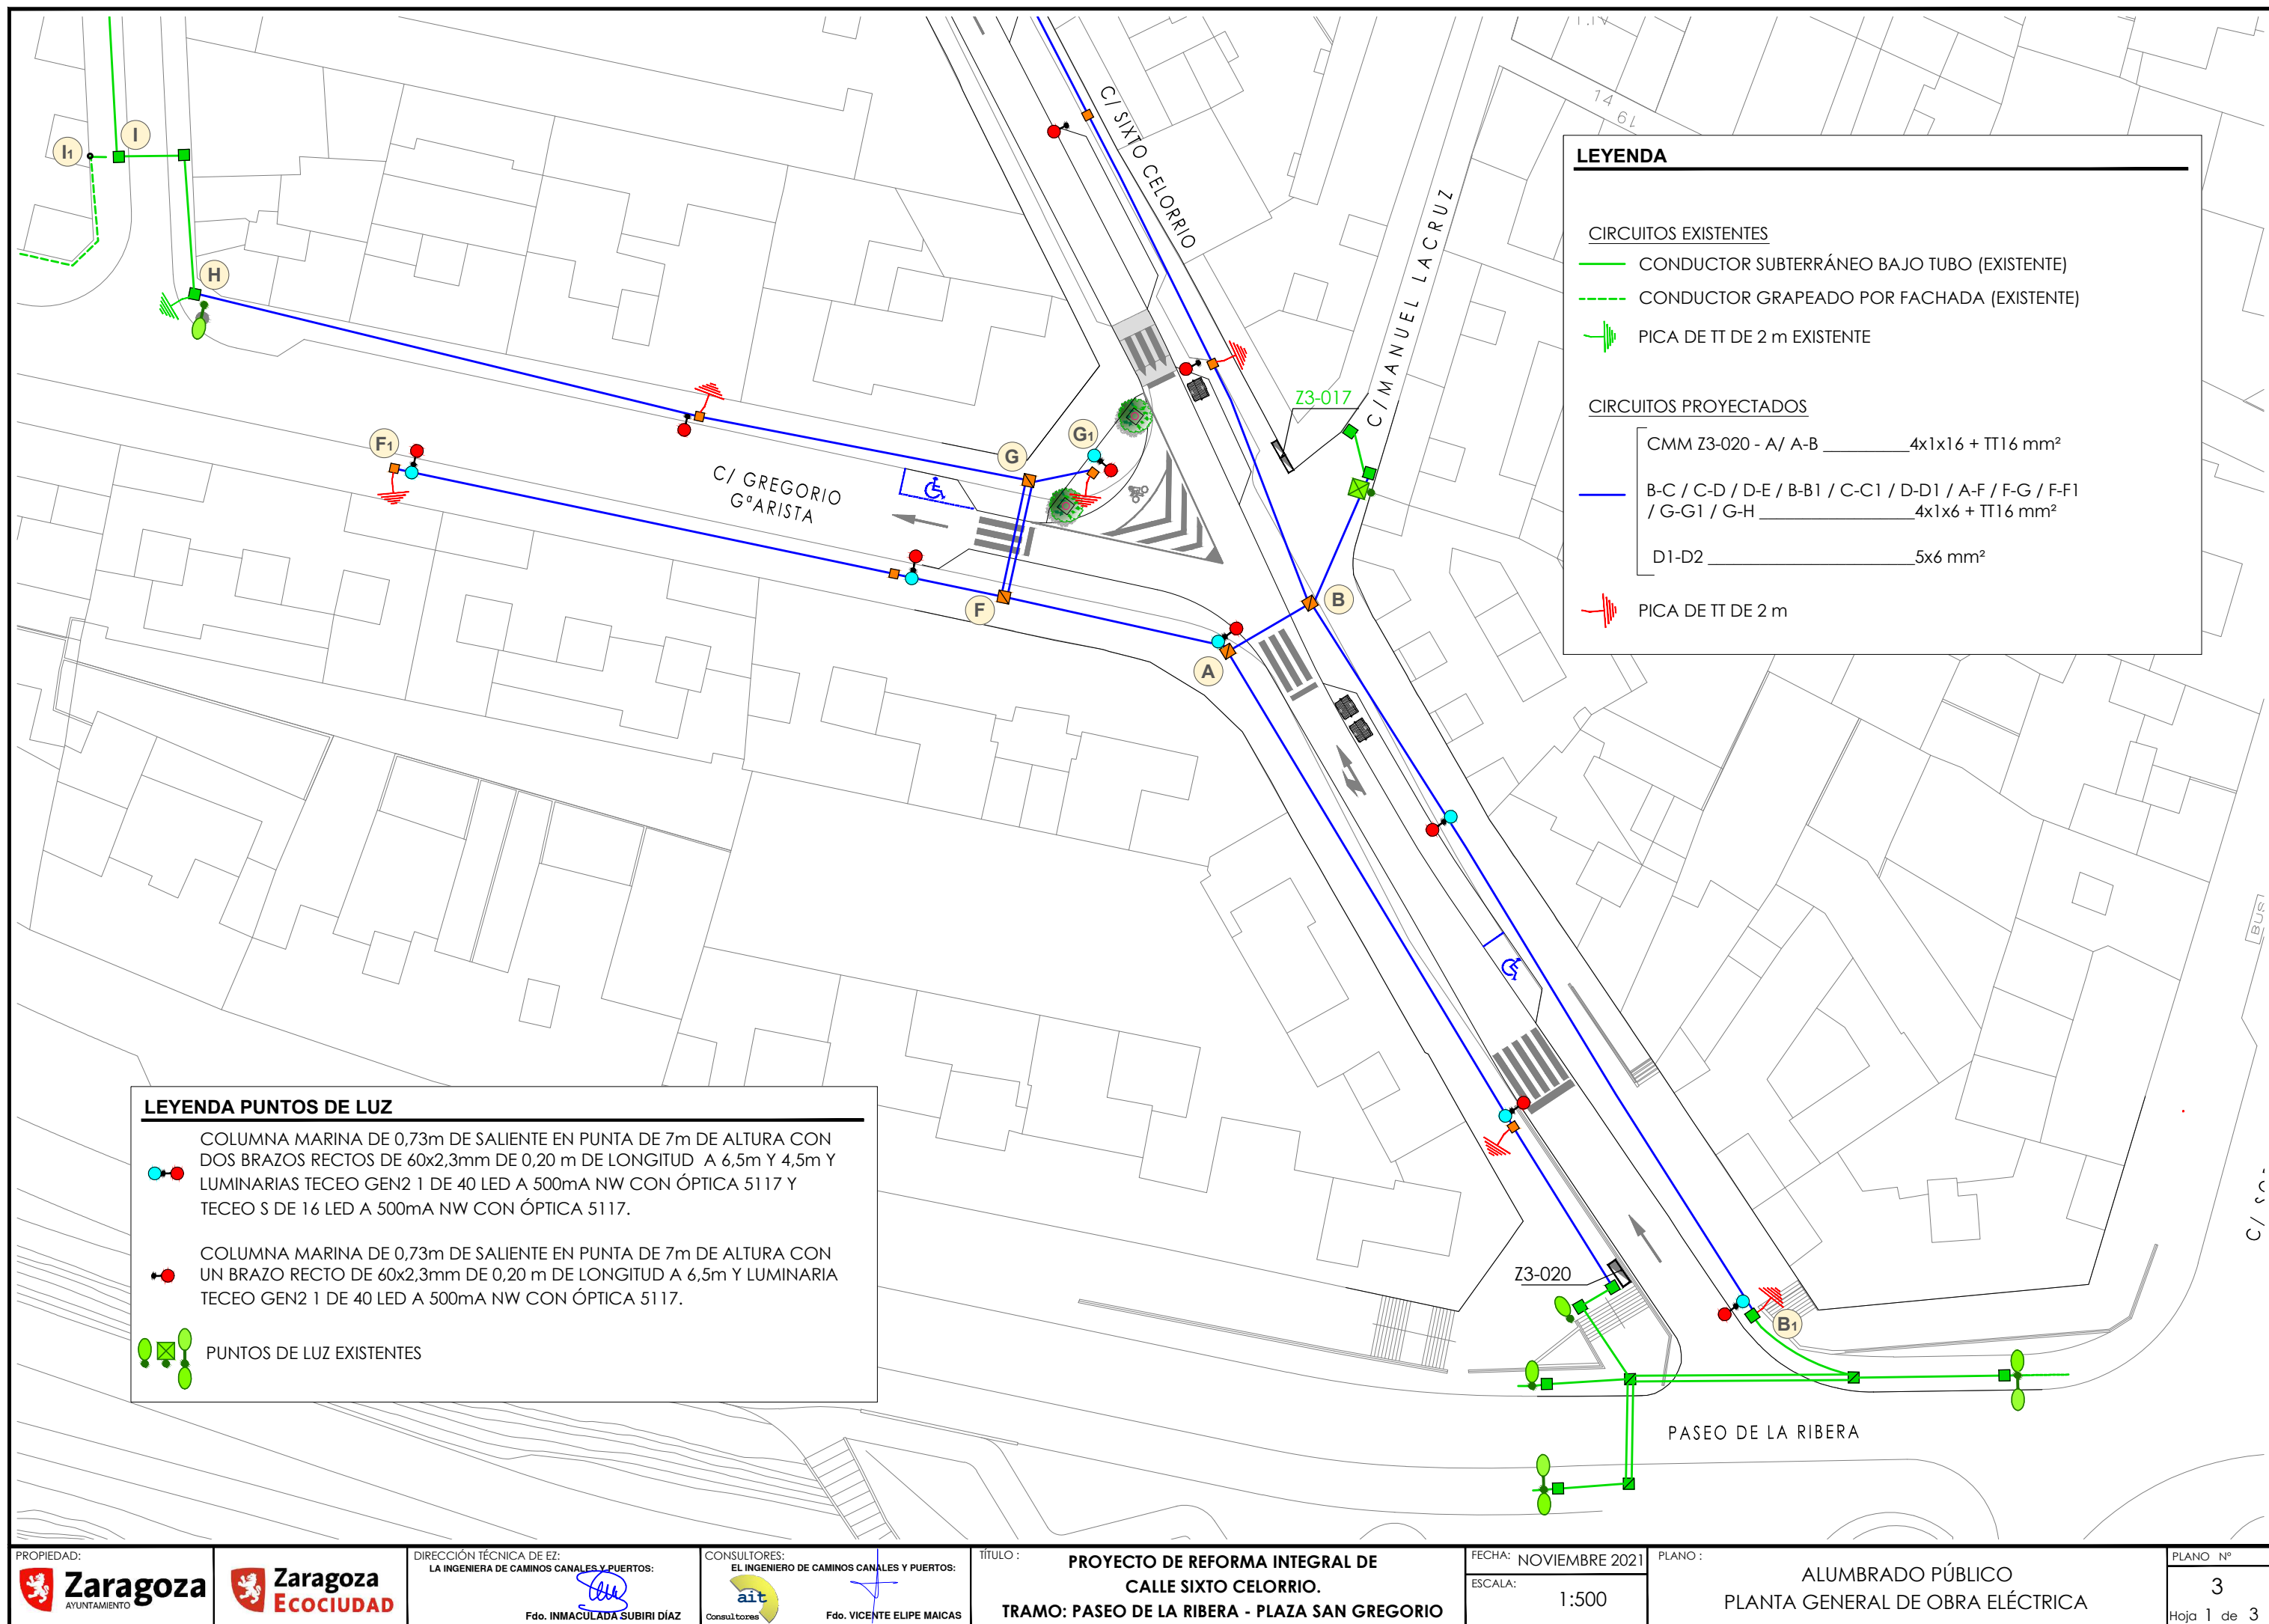 I
I1
H
F1
G
G1
F
A
B
B1
C/ SIXTO CELORRIO
C/ MANUEL LACRUZ
Z3-017
C/ GREGORIO
GªARISTA
Z3-020
PASEO DE LA RIBERA
LEYENDA
CIRCUITOS EXISTENTES
CONDUCTOR SUBTERRÁNEO BAJO TUBO (EXISTENTE)
CONDUCTOR GRAPEADO POR FACHADA (EXISTENTE)
PICA DE TT DE 2 m EXISTENTE
CIRCUITOS PROYECTADOS
CMM Z3-020 - A/ A-B __________4x1x16 + TT16 mm²
B-C / C-D / D-E / B-B1 / C-C1 / D-D1 / A-F / F-G / F-F1
/ G-G1 / G-H __________________4x1x6 + TT16 mm²
D1-D2 ________________________5x6 mm²
PICA DE TT DE 2 m
LEYENDA PUNTOS DE LUZ
COLUMNA MARINA DE 0,73m DE SALIENTE EN PUNTA DE 7m DE ALTURA CON
DOS BRAZOS RECTOS DE 60x2,3mm DE 0,20 m DE LONGITUD A 6,5m Y 4,5m Y
LUMINARIAS TECEO GEN2 1 DE 40 LED A 500mA NW CON ÓPTICA 5117 Y
TECEO S DE 16 LED A 500mA NW CON ÓPTICA 5117.
COLUMNA MARINA DE 0,73m DE SALIENTE EN PUNTA DE 7m DE ALTURA CON
UN BRAZO RECTO DE 60x2,3mm DE 0,20 m DE LONGITUD A 6,5m Y LUMINARIA
TECEO GEN2 1 DE 40 LED A 500mA NW CON ÓPTICA 5117.
PUNTOS DE LUZ EXISTENTES
PROPIEDAD:
Zaragoza
AYUNTAMIENTO
Zaragoza
ECOCIUDAD
DIRECCIÓN TÉCNICA DE EZ:
LA INGENIERA DE CAMINOS CANALES Y PUERTOS:
Fdo. INMACULADA SUBIRI DÍAZ
CONSULTORES:
EL INGENIERO DE CAMINOS CANALES Y PUERTOS:
ait
Consultores
Fdo. VICENTE ELIPE MAICAS
TÍTULO :
PROYECTO DE REFORMA INTEGRAL DE
CALLE SIXTO CELORRIO.
TRAMO: PASEO DE LA RIBERA - PLAZA SAN GREGORIO
FECHA: NOVIEMBRE 2021
ESCALA:
1:500
PLANO :
ALUMBRADO PÚBLICO
PLANTA GENERAL DE OBRA ELÉCTRICA
PLANO Nº
3
Hoja 1 de 3